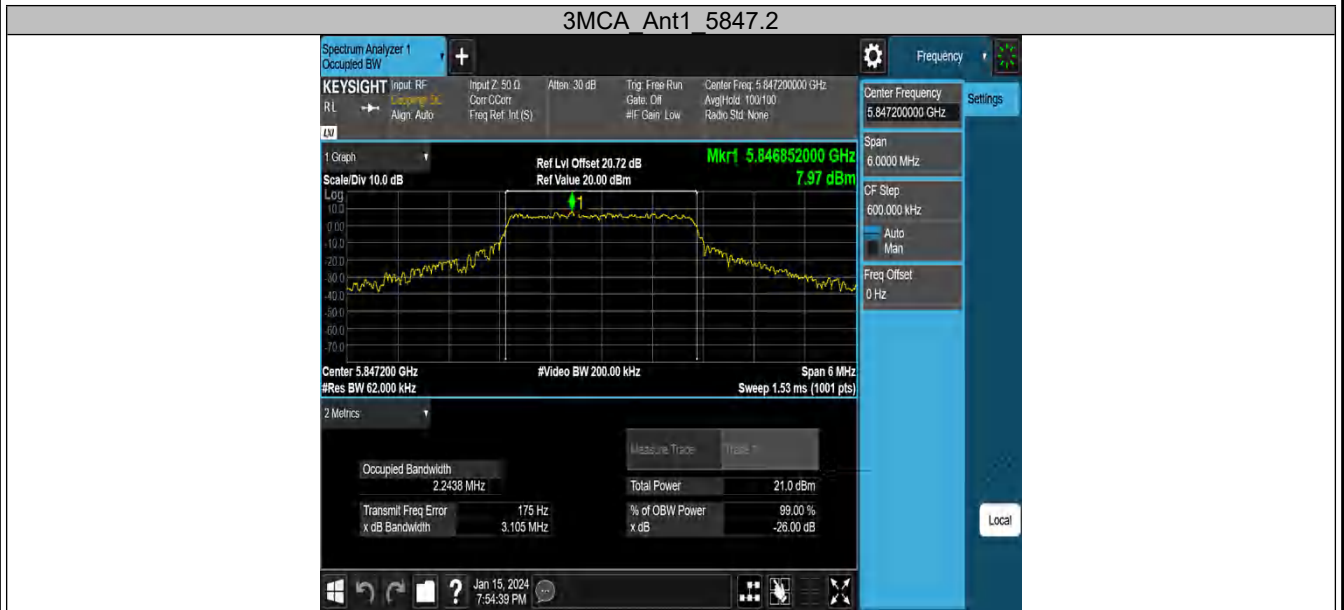 3MCA_Ant1_5847.2
Spectrum Analyzer 1
Occupied BW
+
Frequency
KEYSIGHT
Input: RF
Input Z: 50 Ω
Atten: 30 dB
Trig: Free Run
Center Freq: 5.847200000 GHz
RL
Coupling: DC
Corr CCorr
Gate: Off
Avg|Hold: 100/100
Align: Auto
Freq Ref: Int (S)
#IF Gain: Low
Radio Std: None
LXI
Center Frequency
5.847200000 GHz
Settings
Span
6.0000 MHz
CF Step
600.000 kHz
Auto
Man
Freq Offset
0 Hz
1 Graph
Ref Lvl Offset 20.72 dB
Mkr1 5.846852000 GHz
Scale/Div 10.0 dB
Ref Value 20.00 dBm
7.97 dBm
Log
1
10.0
0.00
-10.0
-20.0
-30.0
-40.0
-50.0
-60.0
-70.0
Center 5.847200 GHz
#Video BW 200.00 kHz
Span 6 MHz
#Res BW 62.000 kHz
Sweep 1.53 ms (1001 pts)
2 Metrics
Measure Trace
Trace 1
Occupied Bandwidth
2.2438 MHz
Total Power
21.0 dBm
Transmit Freq Error
175 Hz
% of OBW Power
99.00 %
x dB Bandwidth
3.105 MHz
x dB
-26.00 dB
Local
?
Jan 15, 2024
7:54:39 PM